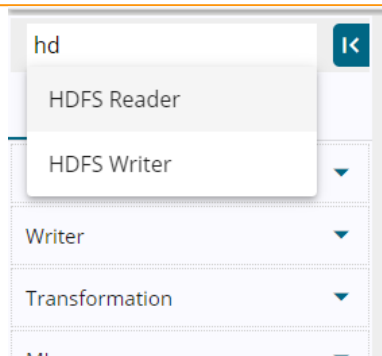 hd
HDFS Reader
HDFS Writer
Writer
Transformation